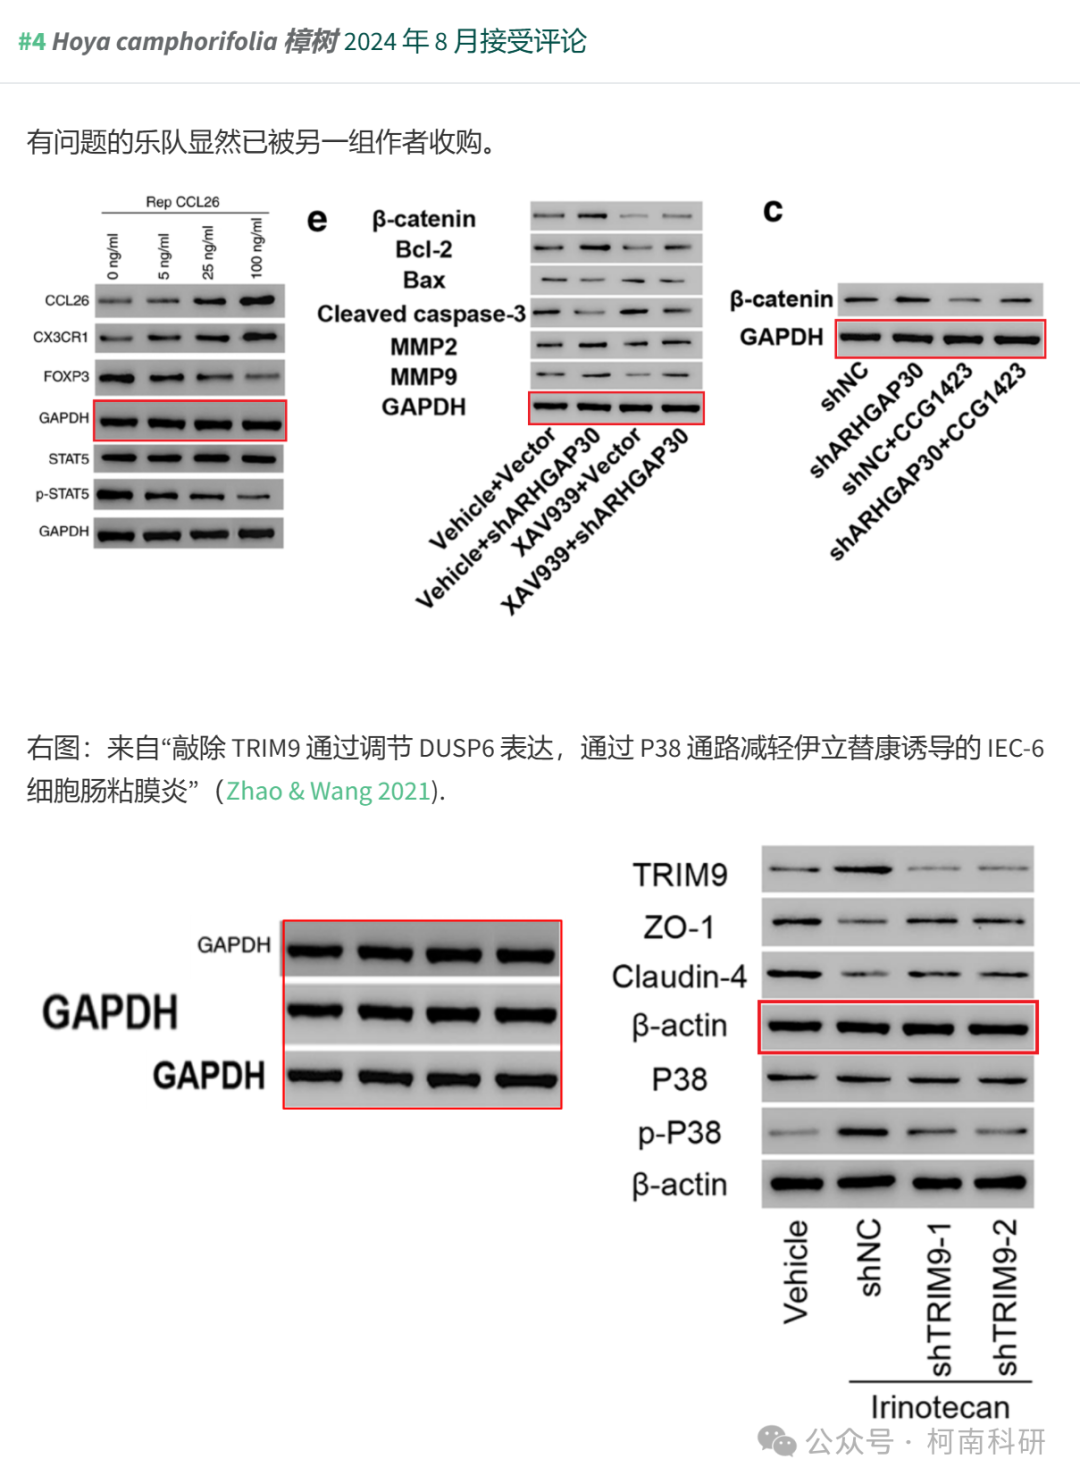 #4 Hoya camphorifolia 樟树 2024 年 8 月接受评论
有问题的乐队显然已被另一组作者收购。
Rep CCL26
0 ng/ml
5 ng/ml
25 ng/ml
100 ng/ml
CCL26
CX3CR1
FOXP3
GAPDH
STAT5
p-STAT5
GAPDH
e
β-catenin
Bcl-2
Bax
Cleaved caspase-3
MMP2
MMP9
GAPDH
Vehicle+Vector
Vehicle+shARHGAP30
XAV939+Vector
XAV939+shARHGAP30
c
β-catenin
GAPDH
shNC
shARHGAP30
shNC+CCG1423
shARHGAP30+CCG1423
右图：来自“敲除 TRIM9 通过调节 DUSP6 表达，通过 P38 通路减轻伊立替康诱导的 IEC-6
细胞肠粘膜炎”（Zhao & Wang 2021).
GAPDH
GAPDH
GAPDH
TRIM9
ZO-1
Claudin-4
β-actin
P38
p-P38
β-actin
Vehicle
shNC
shTRIM9-1
shTRIM9-2
Irinotecan
公众号 · 柯南科研